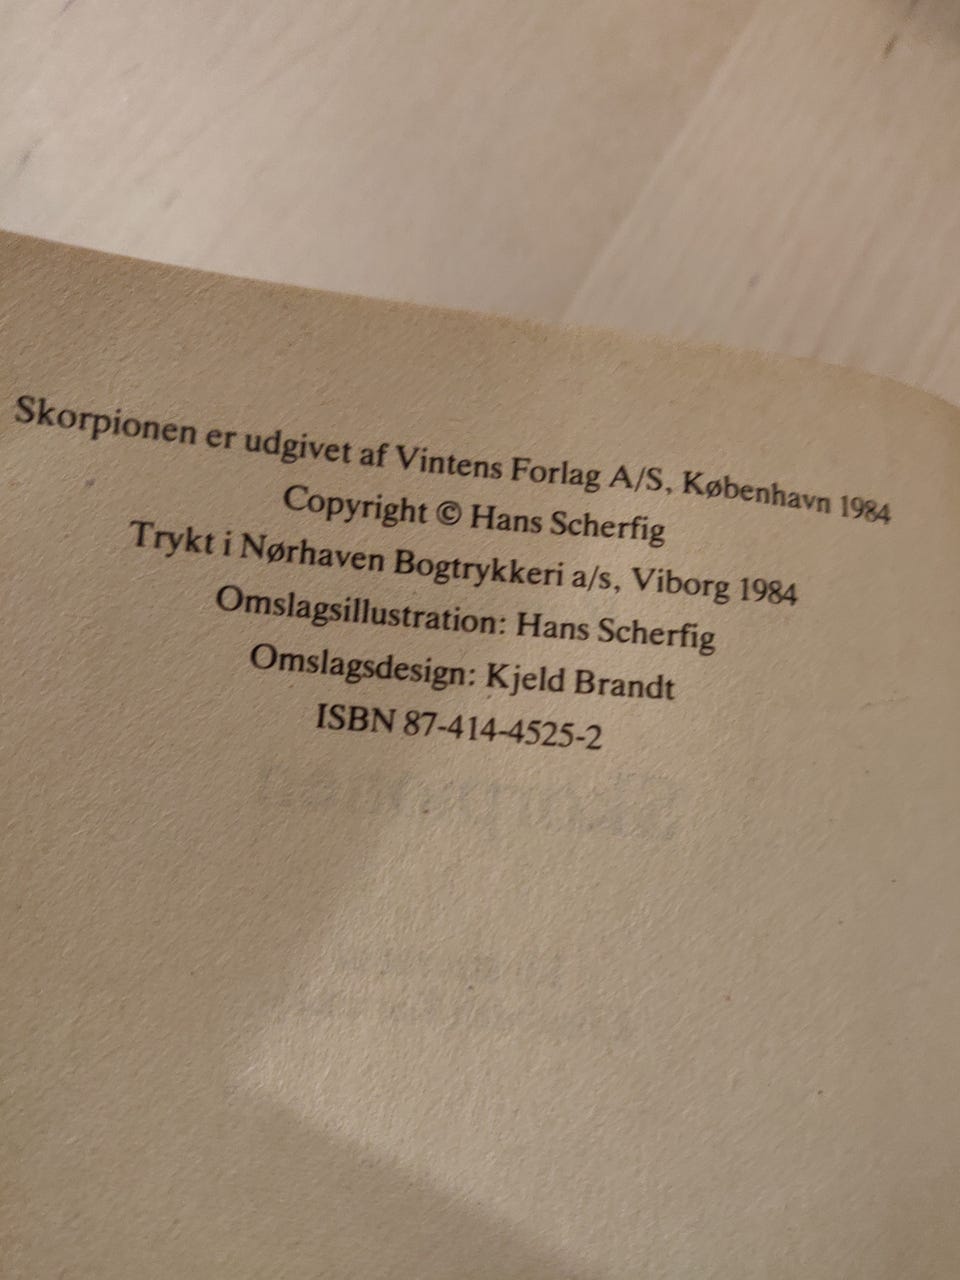 Skorpionen er udgivet af Vintens Forlag A/S, København 1984
Copyright © Hans Scherfig
Trykt i Nørhaven Bogtrykkeri a/s, Viborg 1984
Omslagsillustration: Hans Scherfig
Omslagsdesign: Kjeld Brandt
ISBN 87-414-4525-2
Skorpionen